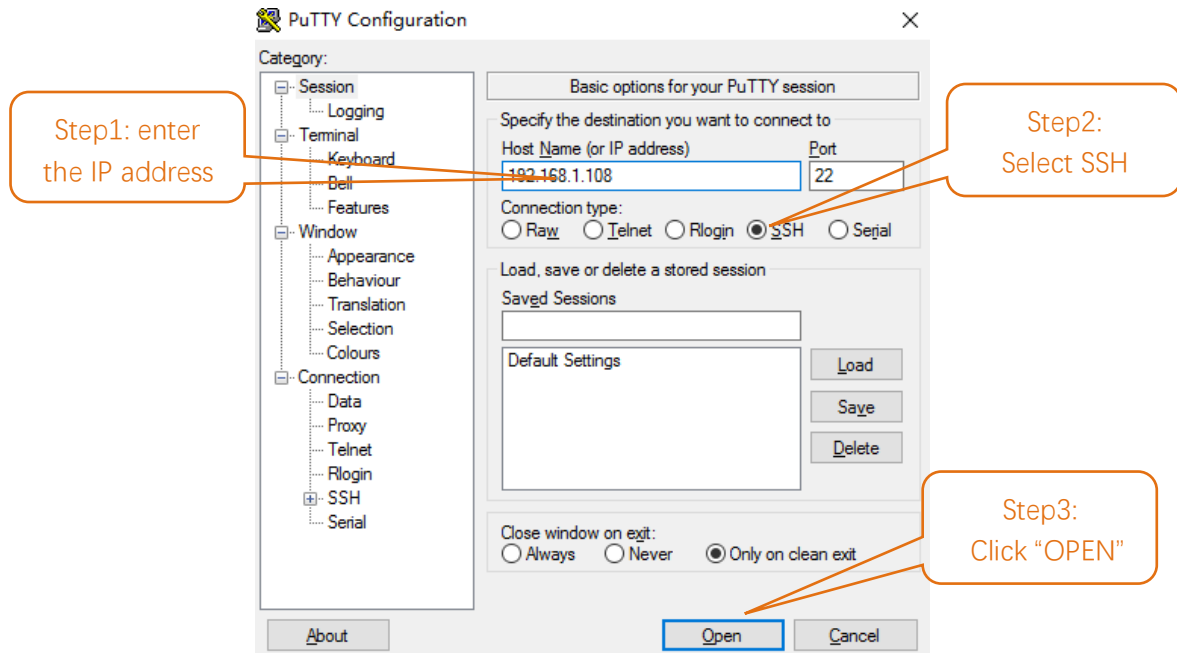 PuTTY Configuration
Category:
Session
Logging
Terminal
Keyboard
Bell
Features
Window
Appearance
Behaviour
Translation
Selection
Colours
Connection
Data
Proxy
Telnet
Rlogin
SSH
Serial
Basic options for your PuTTY session
Specify the destination you want to connect to
Host Name (or IP address)
Port
192.168.1.108
22
Connection type:
Raw Telnet Rlogin SSH Serial
Load, save or delete a stored session
Saved Sessions
Default Settings
Load
Save
Delete
Close window on exit:
Always Never Only on clean exit
About
Open
Cancel
Step1: enter
the IP address
Step2:
Select SSH
Step3:
Click “OPEN”